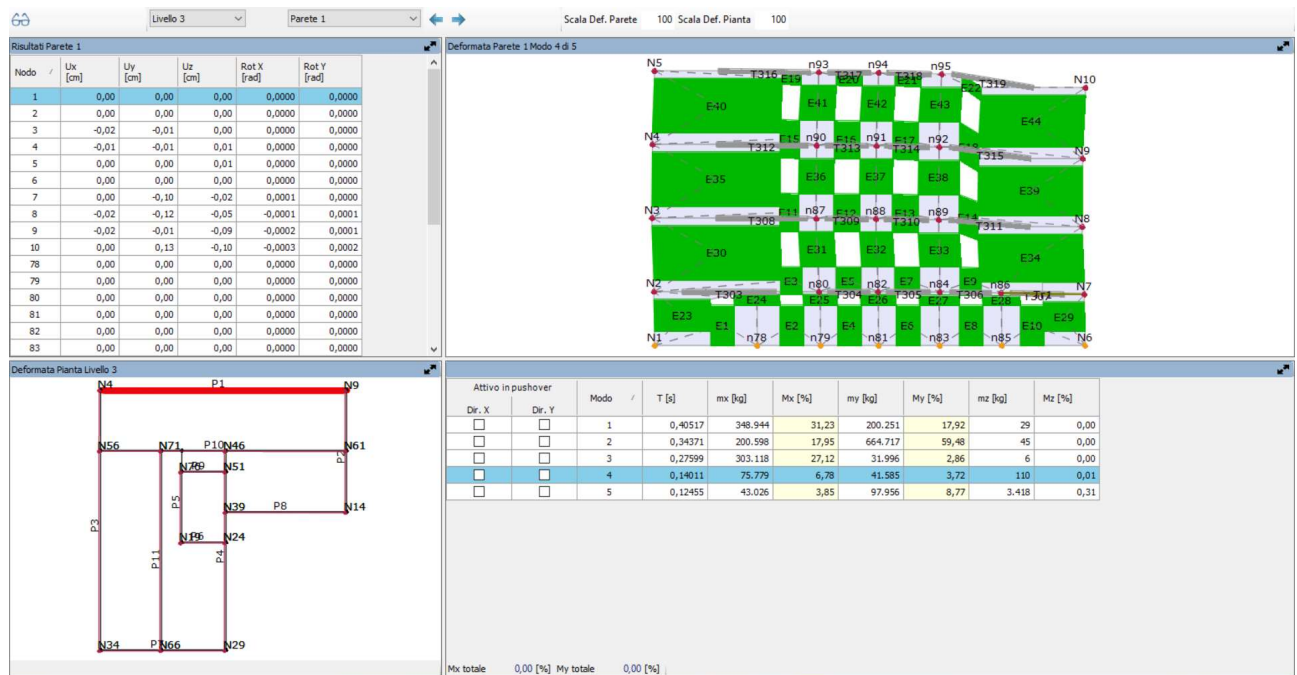 Livello 3 Parete 1 Scala Def. Parete 100 Scala Def. Pianta 100
Risultati Parete 1
Nodo / Ux [cm] Uy [cm] Uz [cm] Rot X [rad] Rot Y [rad]
1 0,00 0,00 0,00 0,0000 0,0000
2 0,00 0,00 0,00 0,0000 0,0000
3 -0,02 -0,01 0,00 0,0000 0,0000
4 -0,01 -0,01 0,01 0,0000 0,0000
5 0,00 0,00 0,01 0,0000 0,0000
6 0,00 0,00 0,00 0,0000 0,0000
7 0,00 -0,10 -0,02 0,0001 0,0001
8 -0,02 -0,12 -0,05 -0,0001 0,0001
9 -0,02 -0,01 -0,09 -0,0002 0,0001
10 0,00 0,13 -0,10 -0,0003 0,0002
78 0,00 0,00 0,00 0,0000 0,0000
79 0,00 0,00 0,00 0,0000 0,0000
80 0,00 0,00 0,00 0,0000 0,0000
81 0,00 0,00 0,00 0,0000 0,0000
82 0,00 0,00 0,00 0,0000 0,0000
83 0,00 0,00 0,00 0,0000 0,0000
Deformata Parete 1 Modo 4 di 5
N5 n93 n94 n95 N10
T316 E19 T317 E20 T318 E21 E22 T319
E40 E41 E42 E43 E44
N4 E15 n90 E16 n91 E17 n92 N9
T312 T313 T314 T315
E35 E36 E37 E38 E39
N3 E11 n87 E12 n88 E13 n89 E14 N8
T308 T309 T310 T311
E30 E31 E32 E33 E34
N2 E3 n80 E5 n82 E7 n84 E9 n86 N7
T303 E24 E25 T304 E26 T305 E27 T306 E28
E23 E1 E2 E4 E6 E8 E10 E29
N1 n78 n79 n81 n83 n85 N6
Deformata Pianta Livello 3
N4 P1 N9
N56 N71 P10 N46 N61
P9 N51 P2
P5 N39 P8 N14
P3 P6 N24
P11 P4
N34 N66 N29
Attivo in pushover
Dir. X Dir. Y Modo / T [s] mx [kg] Mx [%] my [kg] My [%] mz [kg] Mz [%]
1 0,40517 348.944 31,23 200.251 17,92 29 0,00
2 0,34371 200.598 17,95 664.717 59,48 45 0,00
3 0,27599 303.118 27,12 31.996 2,86 6 0,00
4 0,14011 75.779 6,78 41.585 3,72 110 0,01
5 0,12455 43.026 3,85 97.956 8,77 3.418 0,31
Mx totale 0,00 [%] My totale 0,00 [%]